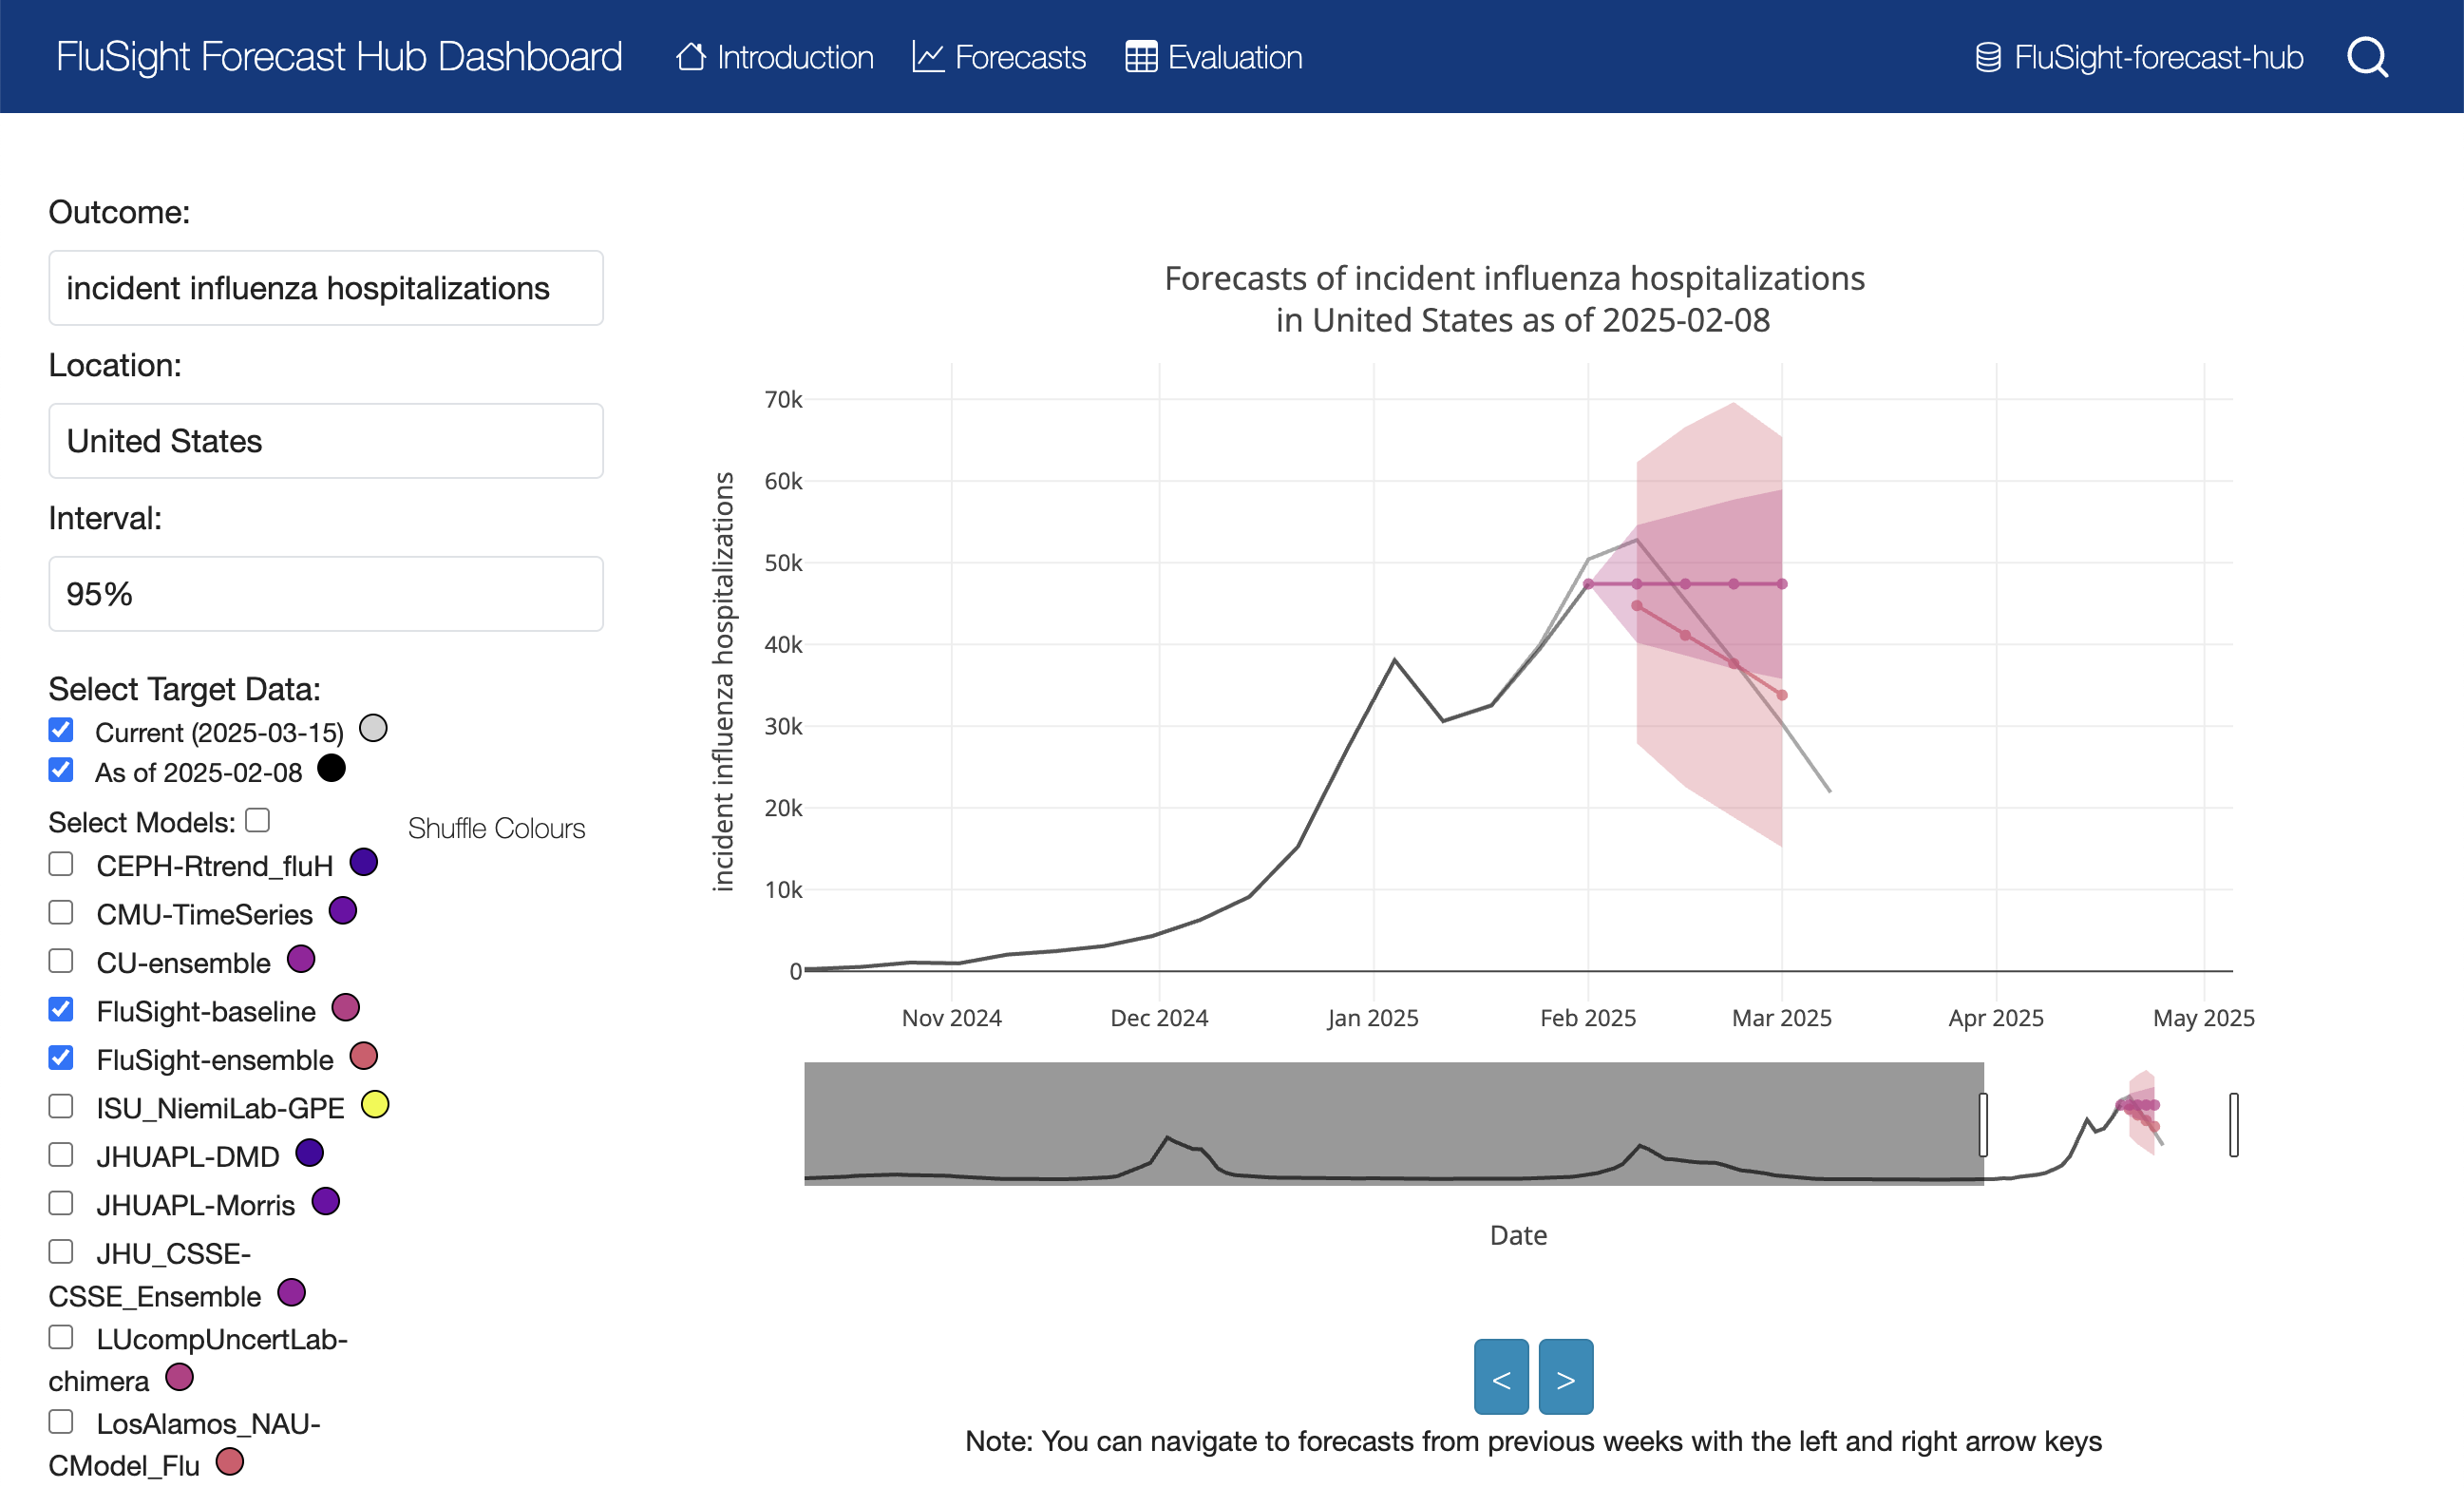 FluSight Forecast Hub Dashboard
Introduction
Forecasts
Evaluation
FluSight-forecast-hub
Outcome:
incident influenza hospitalizations
Location:
United States
Interval:
95%
Select Target Data:
Current (2025-03-15)
As of 2025-02-08
Select Models:
Shuffle Colours
CEPH-Rtrend_fluH
CMU-TimeSeries
CU-ensemble
FluSight-baseline
FluSight-ensemble
ISU_NiemiLab-GPE
JHUAPL-DMD
JHUAPL-Morris
JHU_CSSE-
CSSE_Ensemble
LUcompUncertLab-
chimera
LosAlamos_NAU-
CModel_Flu
Forecasts of incident influenza hospitalizations
in United States as of 2025-02-08
incident influenza hospitalizations
70k
60k
50k
40k
30k
20k
10k
0
Nov 2024
Dec 2024
Jan 2025
Feb 2025
Mar 2025
Apr 2025
May 2025
Date
<
>
Note: You can navigate to forecasts from previous weeks with the left and right arrow keys